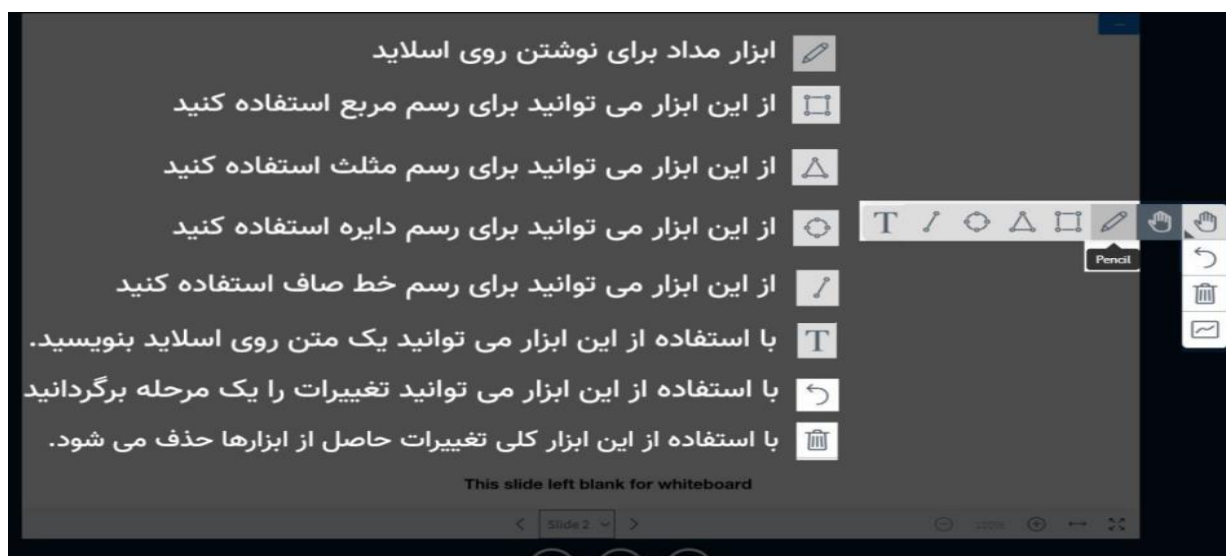 ابزار مداد برای نوشتن روی اسلاید
از این ابزار می توانید برای رسم مربع استفاده کنید
از این ابزار می توانید برای رسم مثلث استفاده کنید
از این ابزار می توانید برای رسم دایره استفاده کنید
T
Pencil
از این ابزار می توانید برای رسم خط صاف استفاده کنید
T با استفاده از این ابزار می توانید یک متن روی اسلاید بنویسید.
با استفاده از این ابزار می توانید تغییرات را یک مرحله برگردانید
با استفاده از این ابزار کلی تغییرات حاصل از ابزارها حذف می شود.
This slide left blank for whiteboard
Slide 2